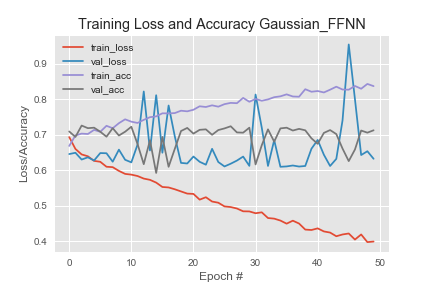 Training Loss and Accuracy Gaussian_FFNN
train_loss
val_loss
train_acc
val_acc
Loss/Accuracy
0.9
0.8
0.7
0.6
0.5
0.4
0 10 20 30 40 50
Epoch #